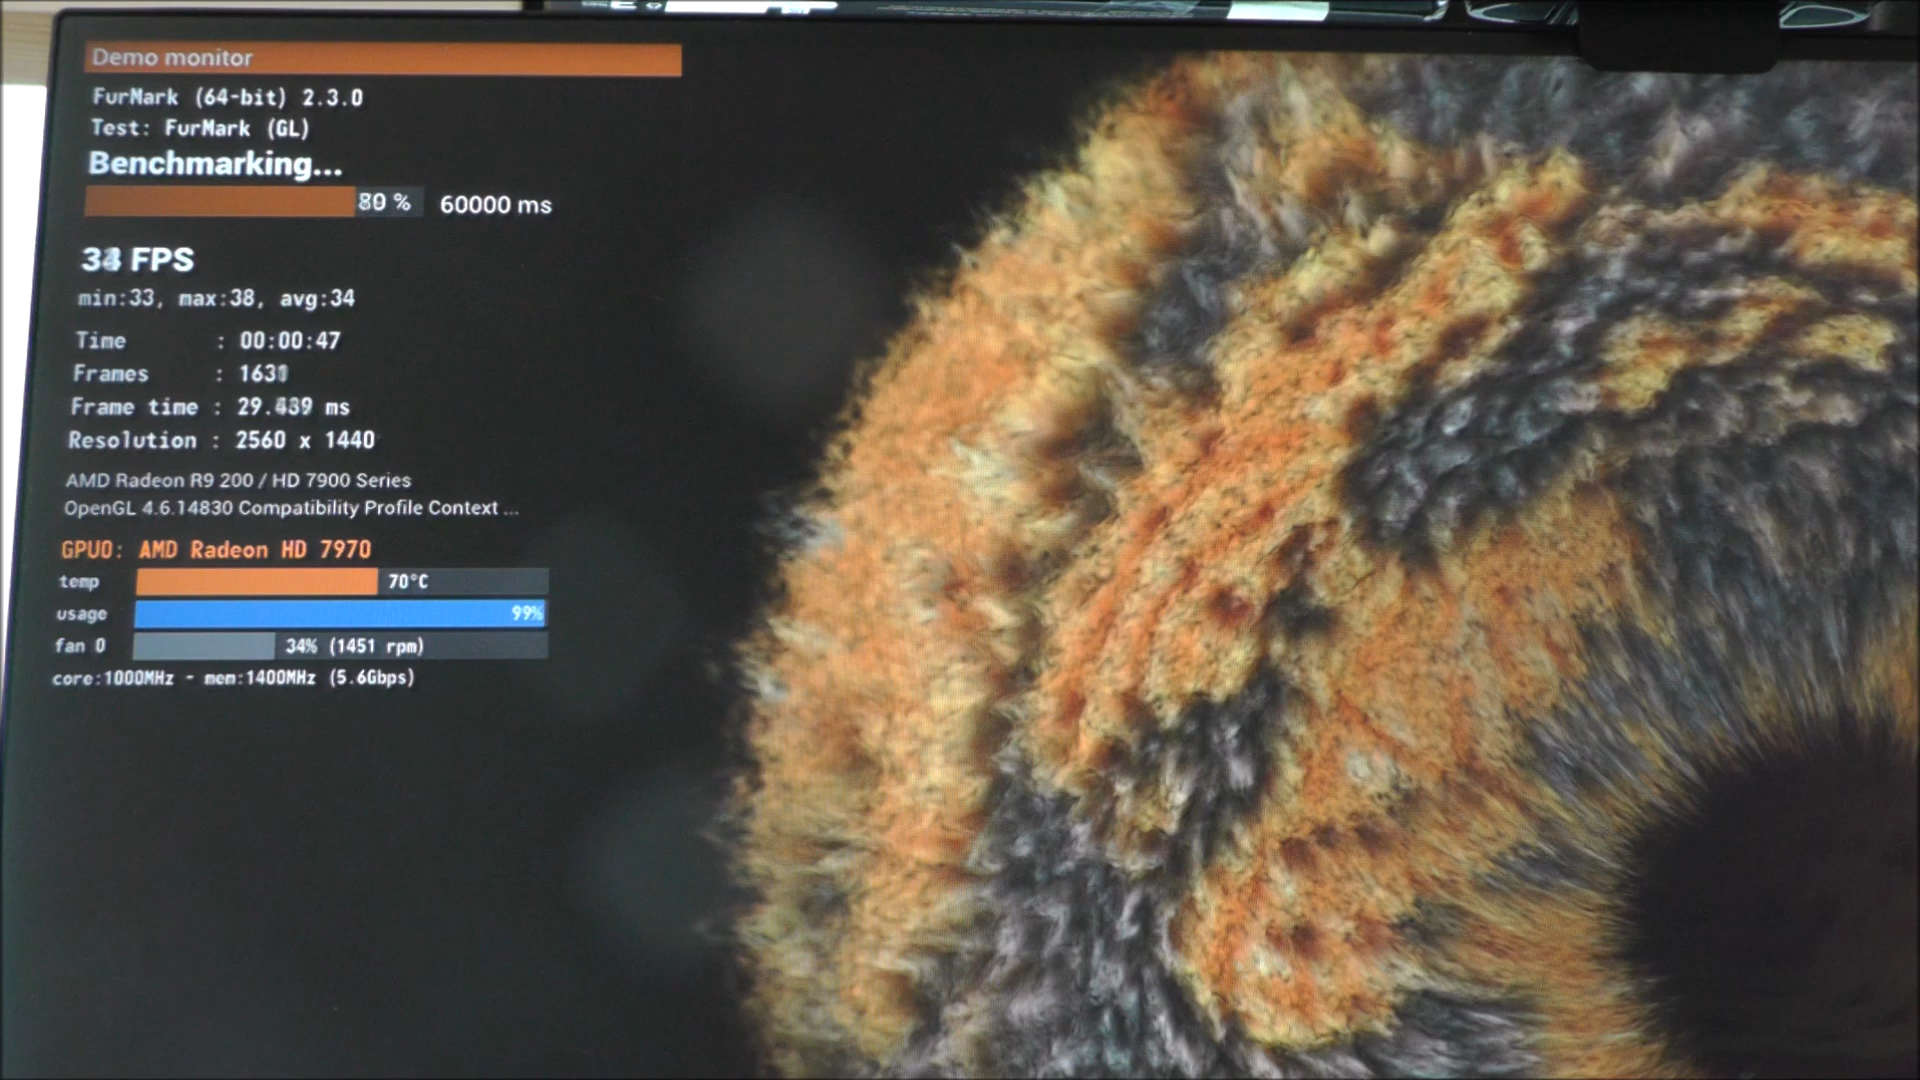 Demo monitor
FurMark (64-bit) 2.3.0
Test: FurMark (GL)
Benchmarking...
60000 ms
FPS
min:33, max:38, avg:34
Time : 00:00:47
Frames :
Frame time : ms
Resolution : 2560 x 1440
AMD Radeon R9 200 / HD 7900 Series
OpenGL 4.6.14830 Compatibility Profile Context ...
GPU0: AMD Radeon HD 7970
temp 70°C
usage 99%
fan 0 34% (1451 rpm)
core:1000MHz - mem:1400MHz (5.6Gbps)